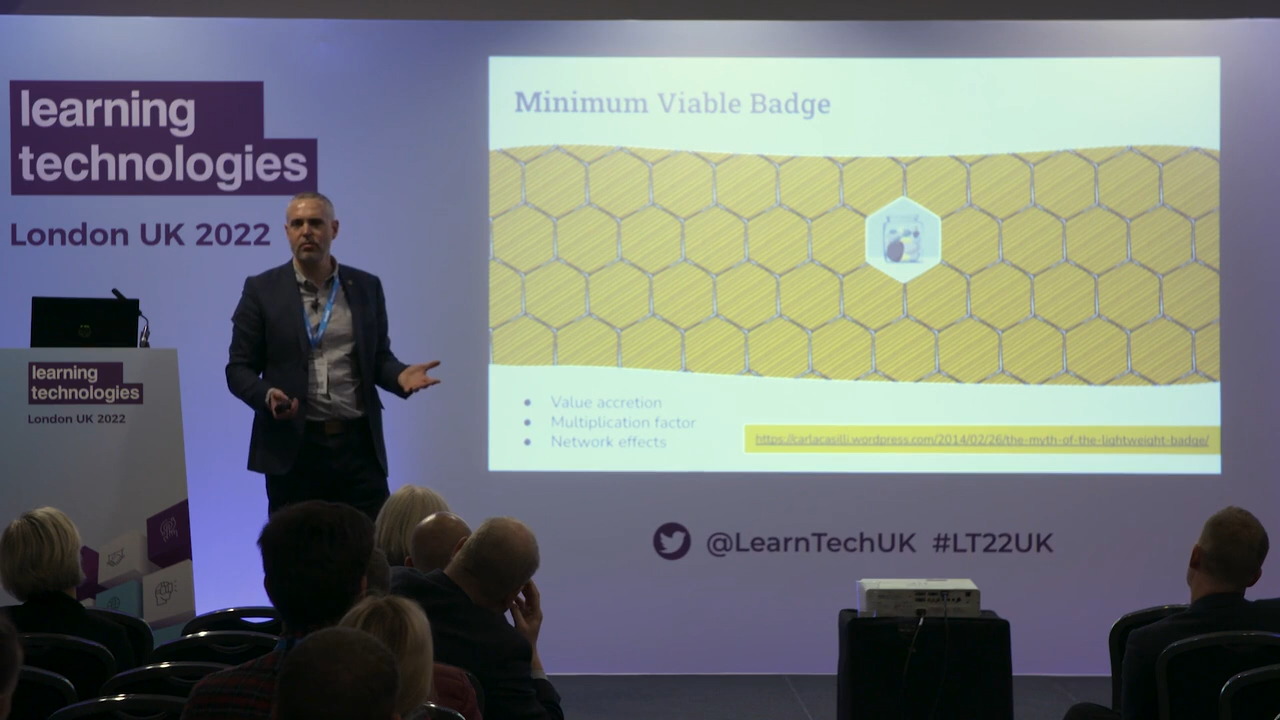 learning
technologies
London UK 2022
Minimum Viable Badge
Value accretion
Multiplication factor
Network effects
https://carlacasilli.wordpress.com/2014/02/26/the-myth-of-the-lightweight-badge/
learning
technologies
London UK 2022
@LearnTechUK #LT22UK